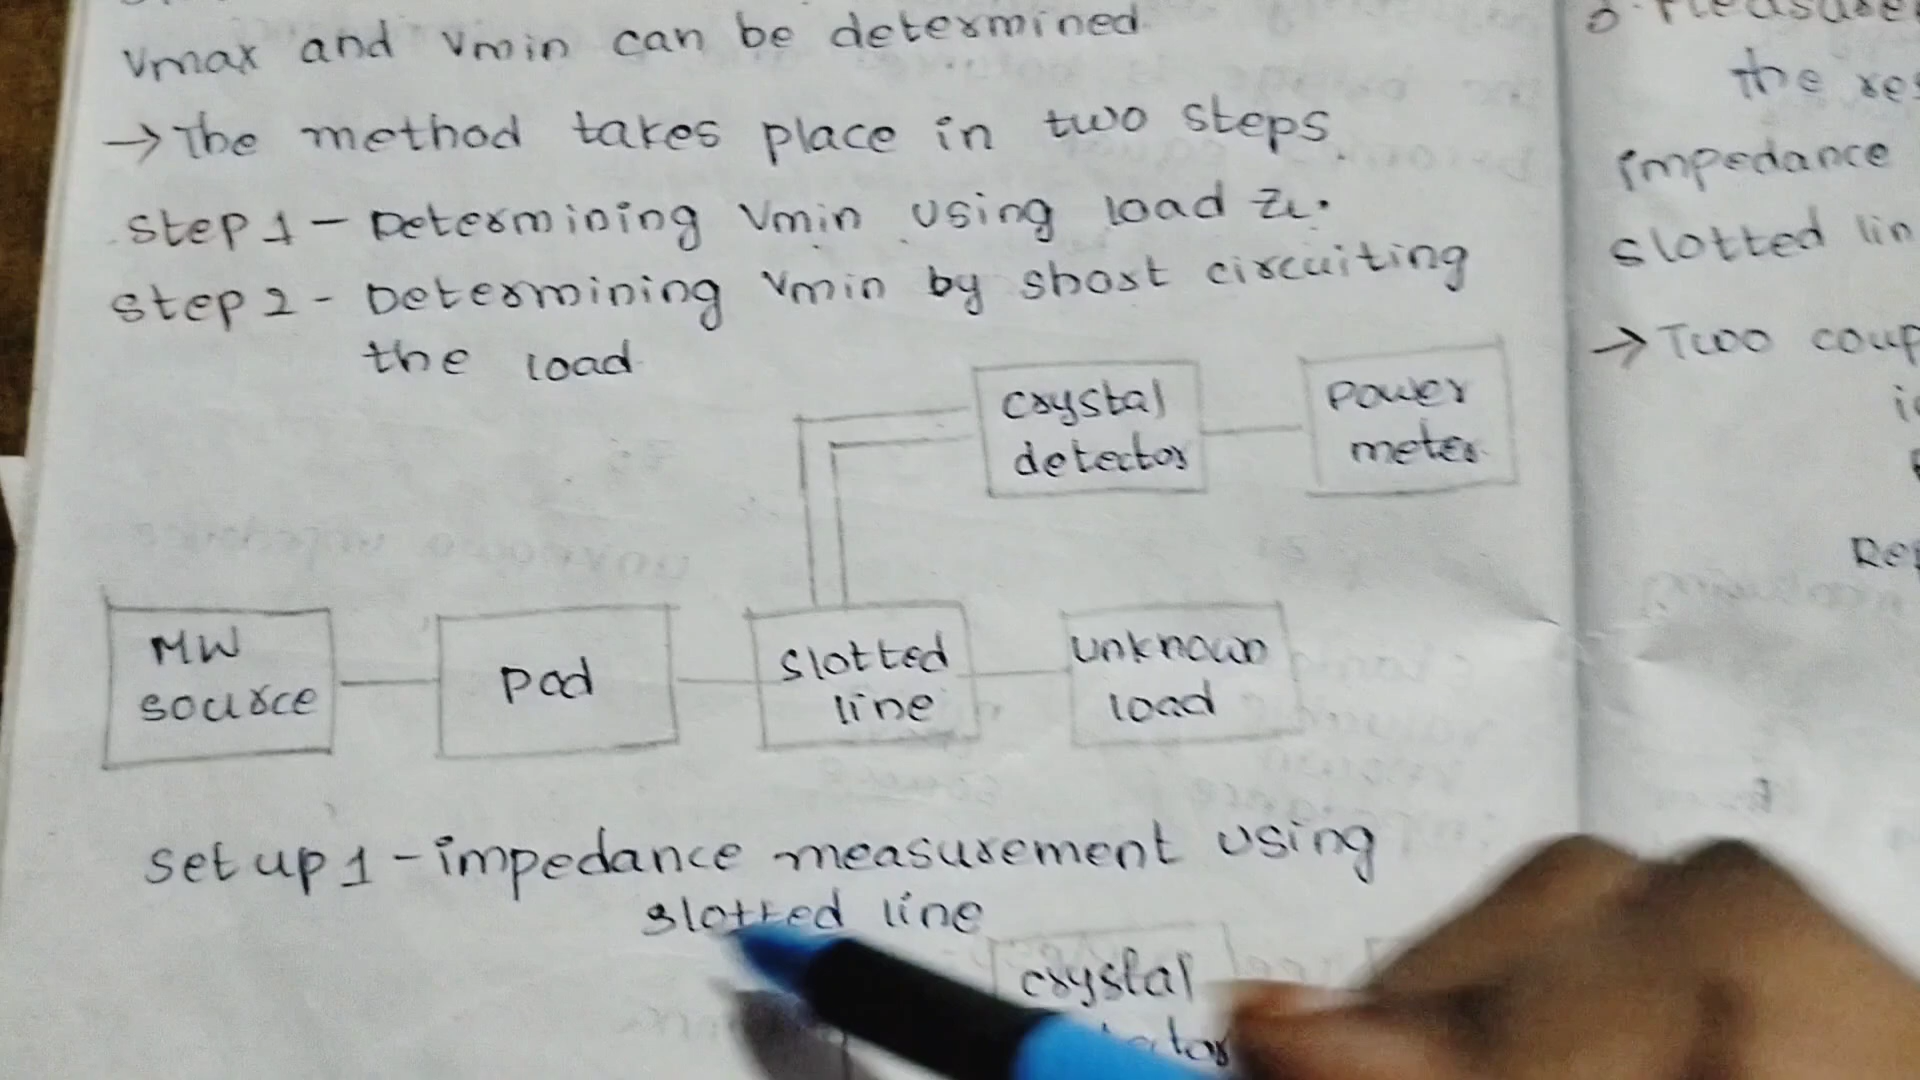 Vmax and Vmin can be determined
→ The method takes place in two steps
Step 1 - Determining Vmin using load ZL.
Step 2 - Determining Vmin by short circuiting
the load
crystal
detector
power
meter
MW
source
pad
slotted
line
unknown
load
Set up 1 - impedance measurement using
slotted line
crystal
the
impedance
slotted
→ Two